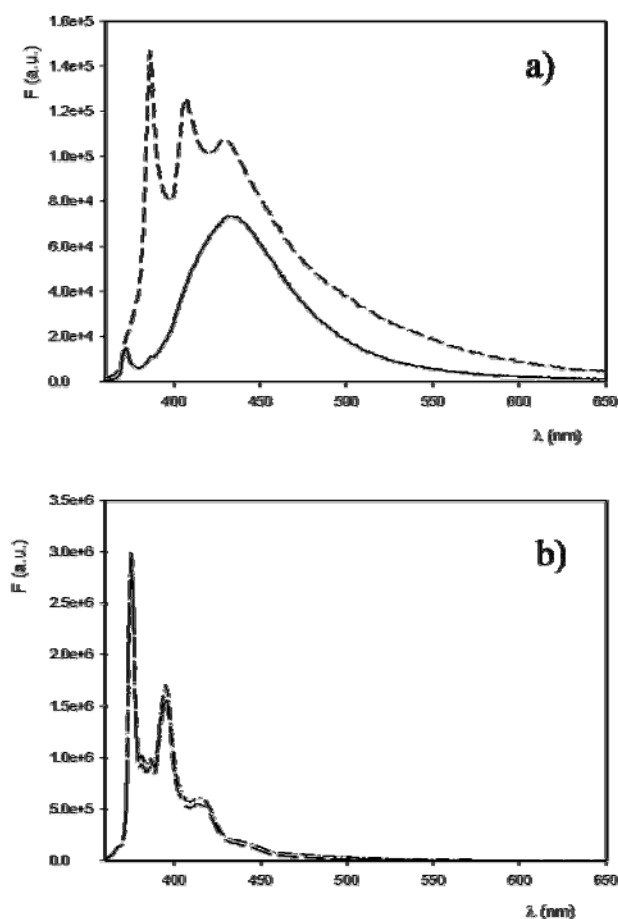 F (a.u.)
1.6e+5
1.4e+5
1.2e+5
1.0e+5
8.0e+4
6.0e+4
4.0e+4
2.0e+4
0.0
a)
400 450 500 550 600 650
λ (nm)
F (a.u.)
3.5e+6
3.0e+6
2.5e+6
2.0e+6
1.5e+6
1.0e+6
5.0e+5
0.0
b)
400 450 500 550 600 650
λ (nm)